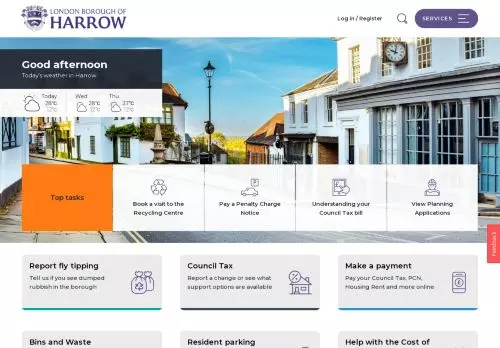 LONDON BOROUGH OF
HARROW
Log in / Register
SERVICES
Good afternoon
Today's weather in Harrow
Today
28°C
12°C
Wed
28°C
12°C
Thu
27°C
12°C
Top tasks
Book a visit to the
Recycling Centre
Pay a Penalty Charge
Notice
Understanding your
Council Tax bill
View Planning
Applications
Feedback
Report fly tipping
Tell us if you see dumped
rubbish in the borough
Council Tax
Report a change or see what
support options are available
Make a payment
Pay your Council Tax, PCN,
Housing Rent and more online
Bins and Waste
Resident parking
Help with the Cost of